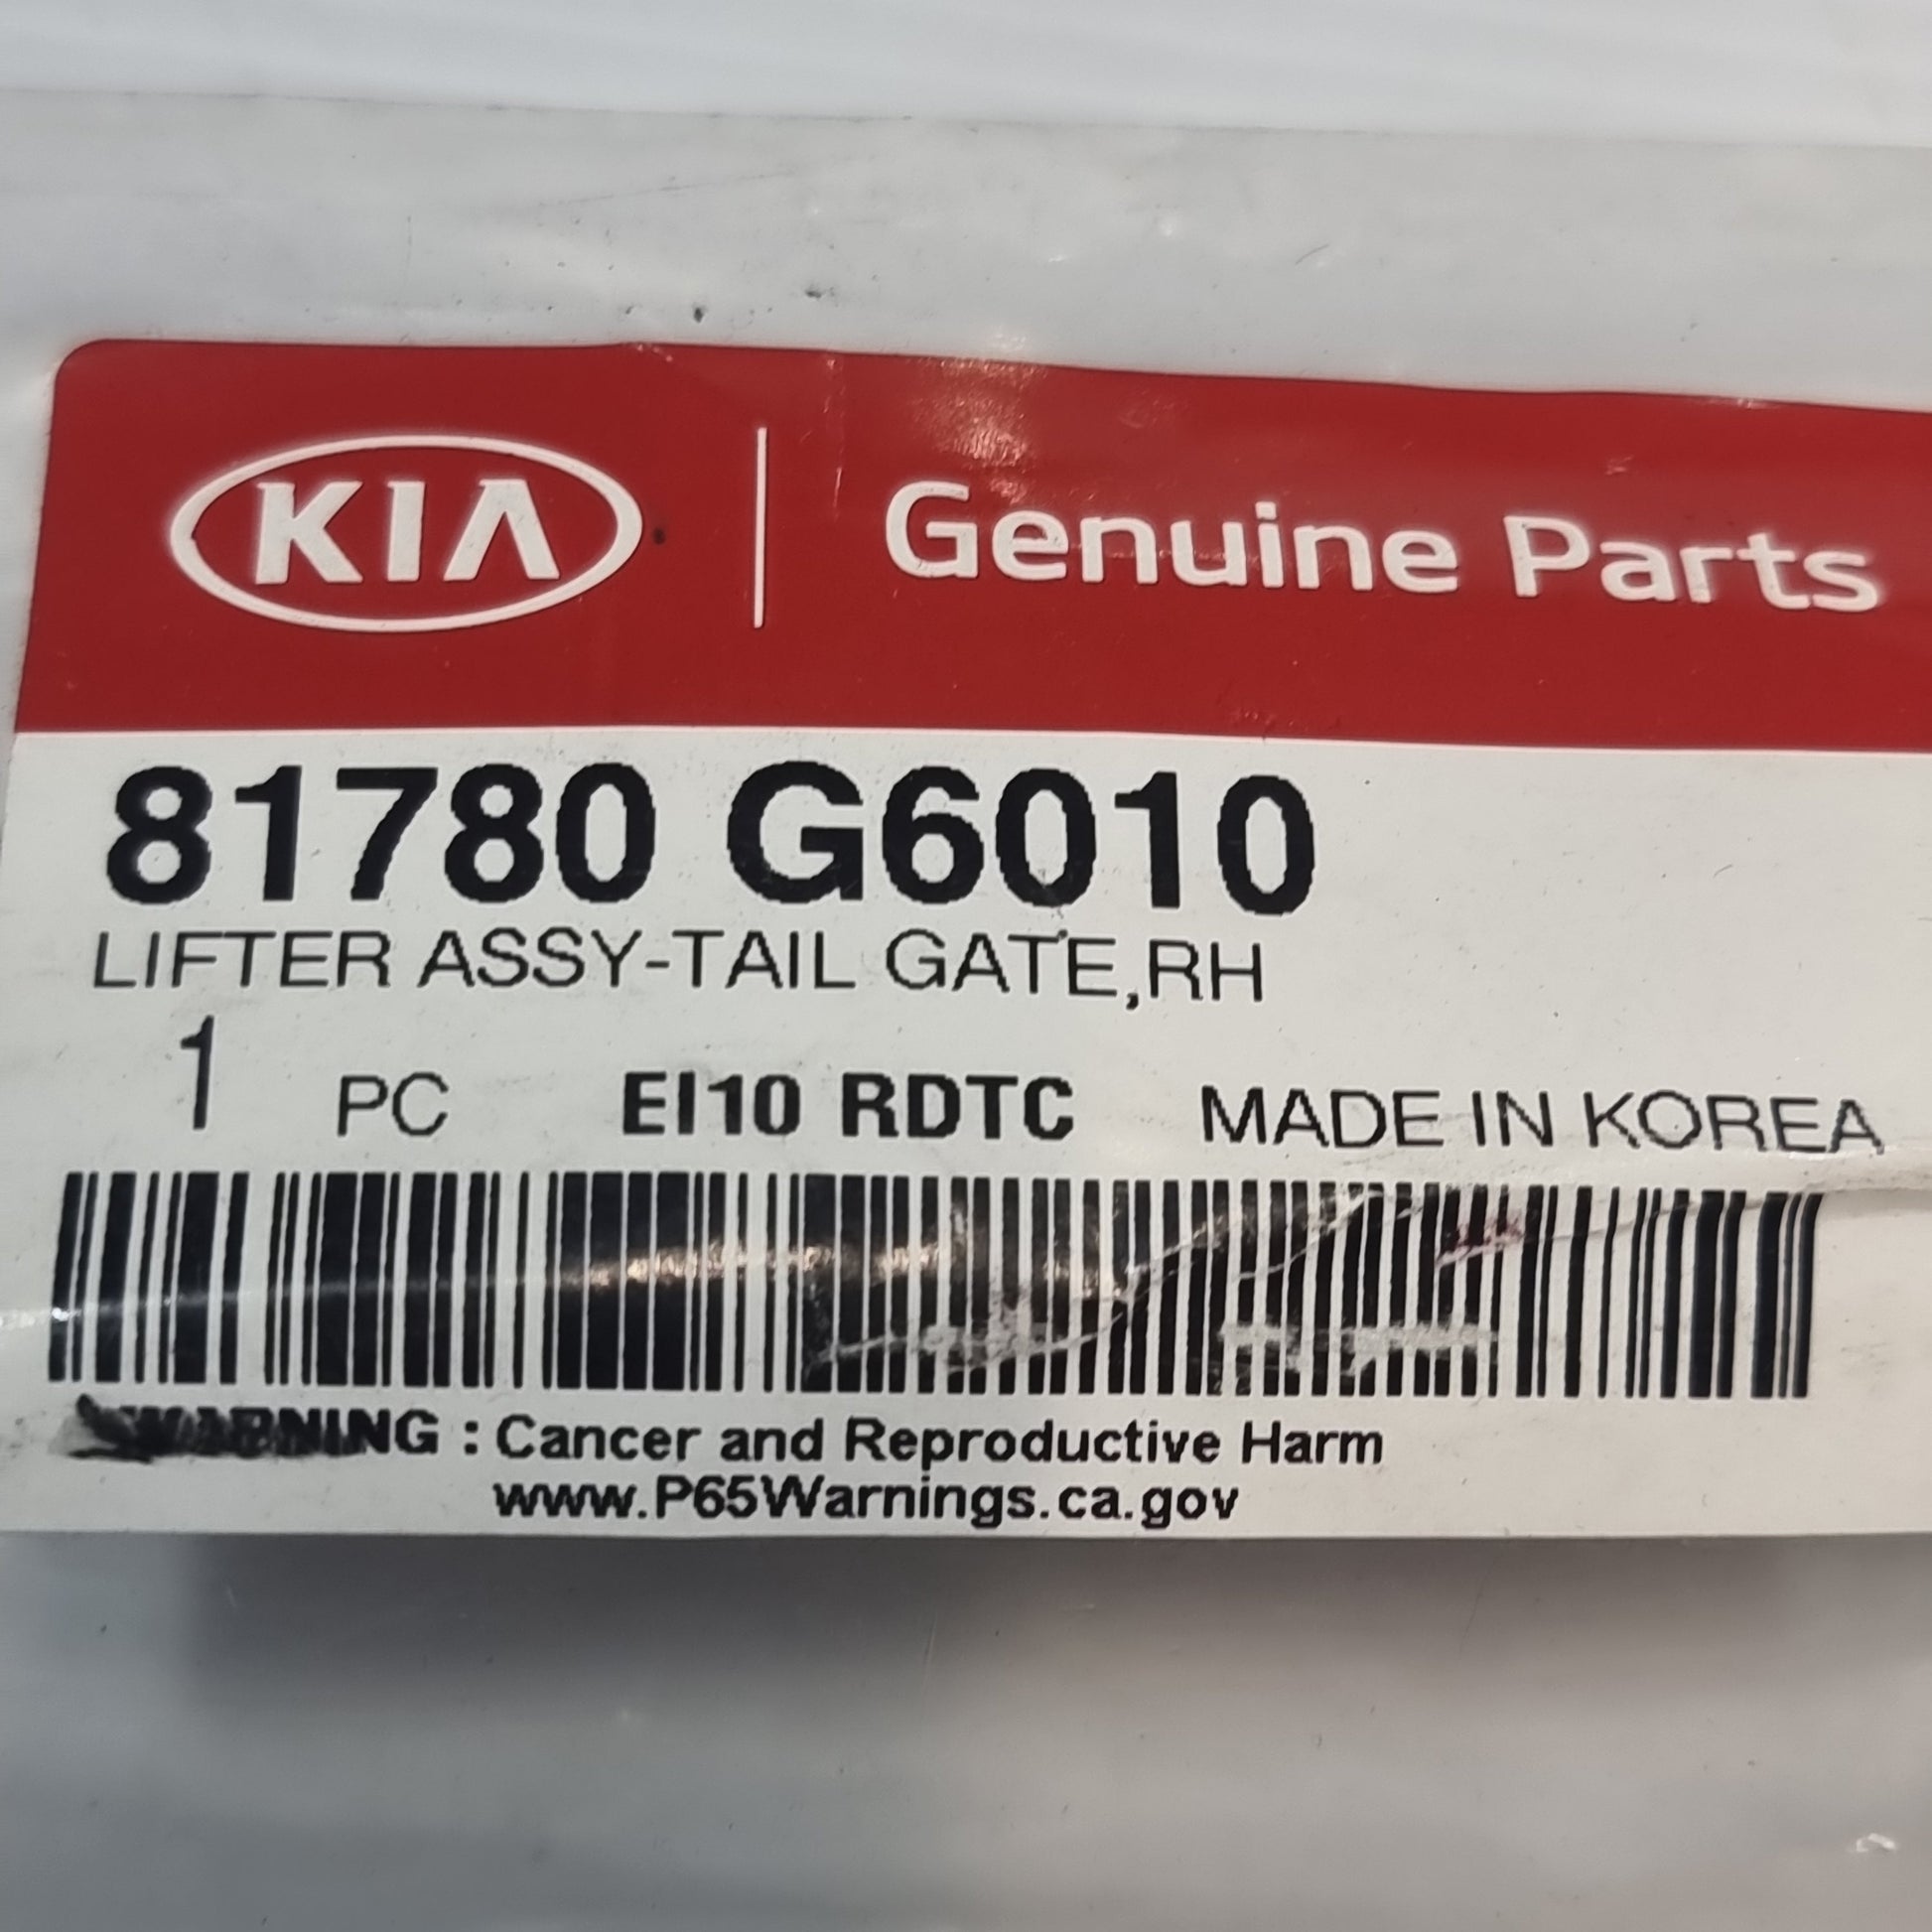 KIA | Genuine Parts
81780 G6010
LIFTER ASSY-TAIL GATE,RH
1 PC EI10 RDTC MADE IN KOREA
WARNING : Cancer and Reproductive Harm
www.P65Warnings.ca.gov